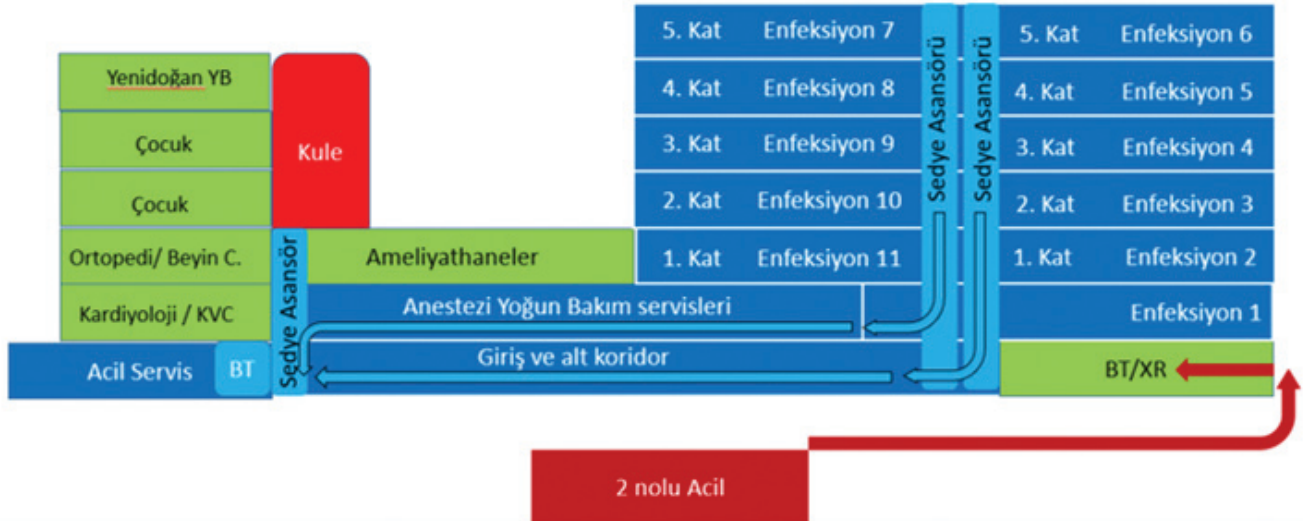 Yenidoğan YB
Çocuk
Çocuk
Ortopedi/ Beyin C.
Kardiyoloji / KVC
Acil Servis
BT
Kule
Sedye Asansör
Ameliyathaneler
Anestezi Yoğun Bakım servisleri
Giriş ve alt koridor
5. Kat Enfeksiyon 7
4. Kat Enfeksiyon 8
3. Kat Enfeksiyon 9
2. Kat Enfeksiyon 10
1. Kat Enfeksiyon 11
Sedye Asansörü
Sedye Asansörü
5. Kat Enfeksiyon 6
4. Kat Enfeksiyon 5
3. Kat Enfeksiyon 4
2. Kat Enfeksiyon 3
1. Kat Enfeksiyon 2
Enfeksiyon 1
BT/XR
2 nolu Acil